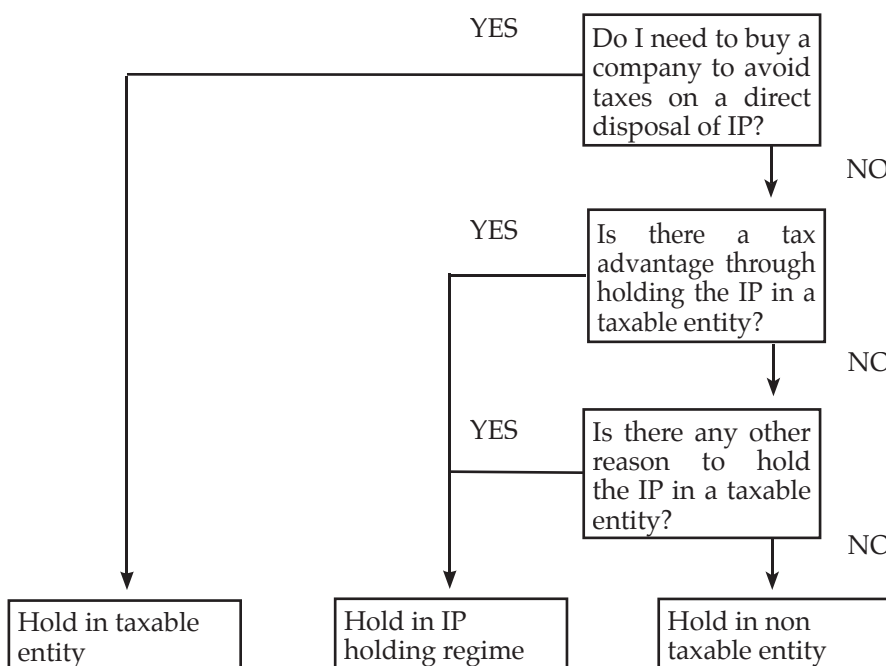 YES
Do I need to buy a
company to avoid
taxes on a direct
disposal of IP?
NO
YES
Is there a tax
advantage through
holding the IP in a
taxable entity?
NO
YES
Is there any other
reason to hold
the IP in a taxable
entity?
NO
Hold in taxable
entity
Hold in IP
holding regime
Hold in non
taxable entity